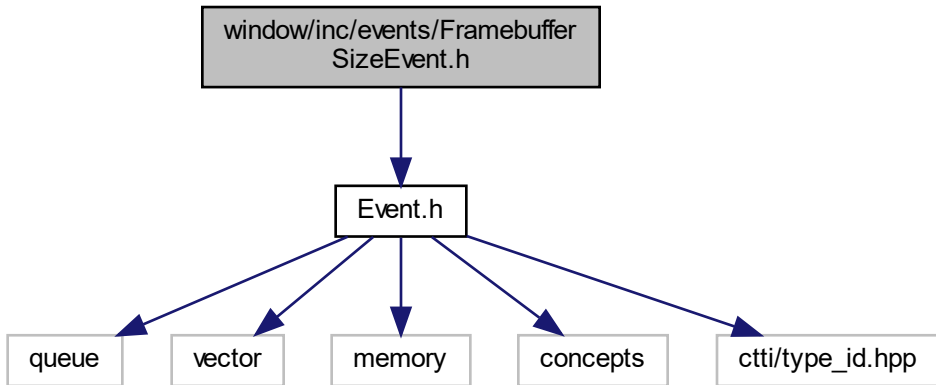 window/inc/events/Framebuffer
SizeEvent.h
Event.h
queue
vector
memory
concepts
ctti/type_id.hpp